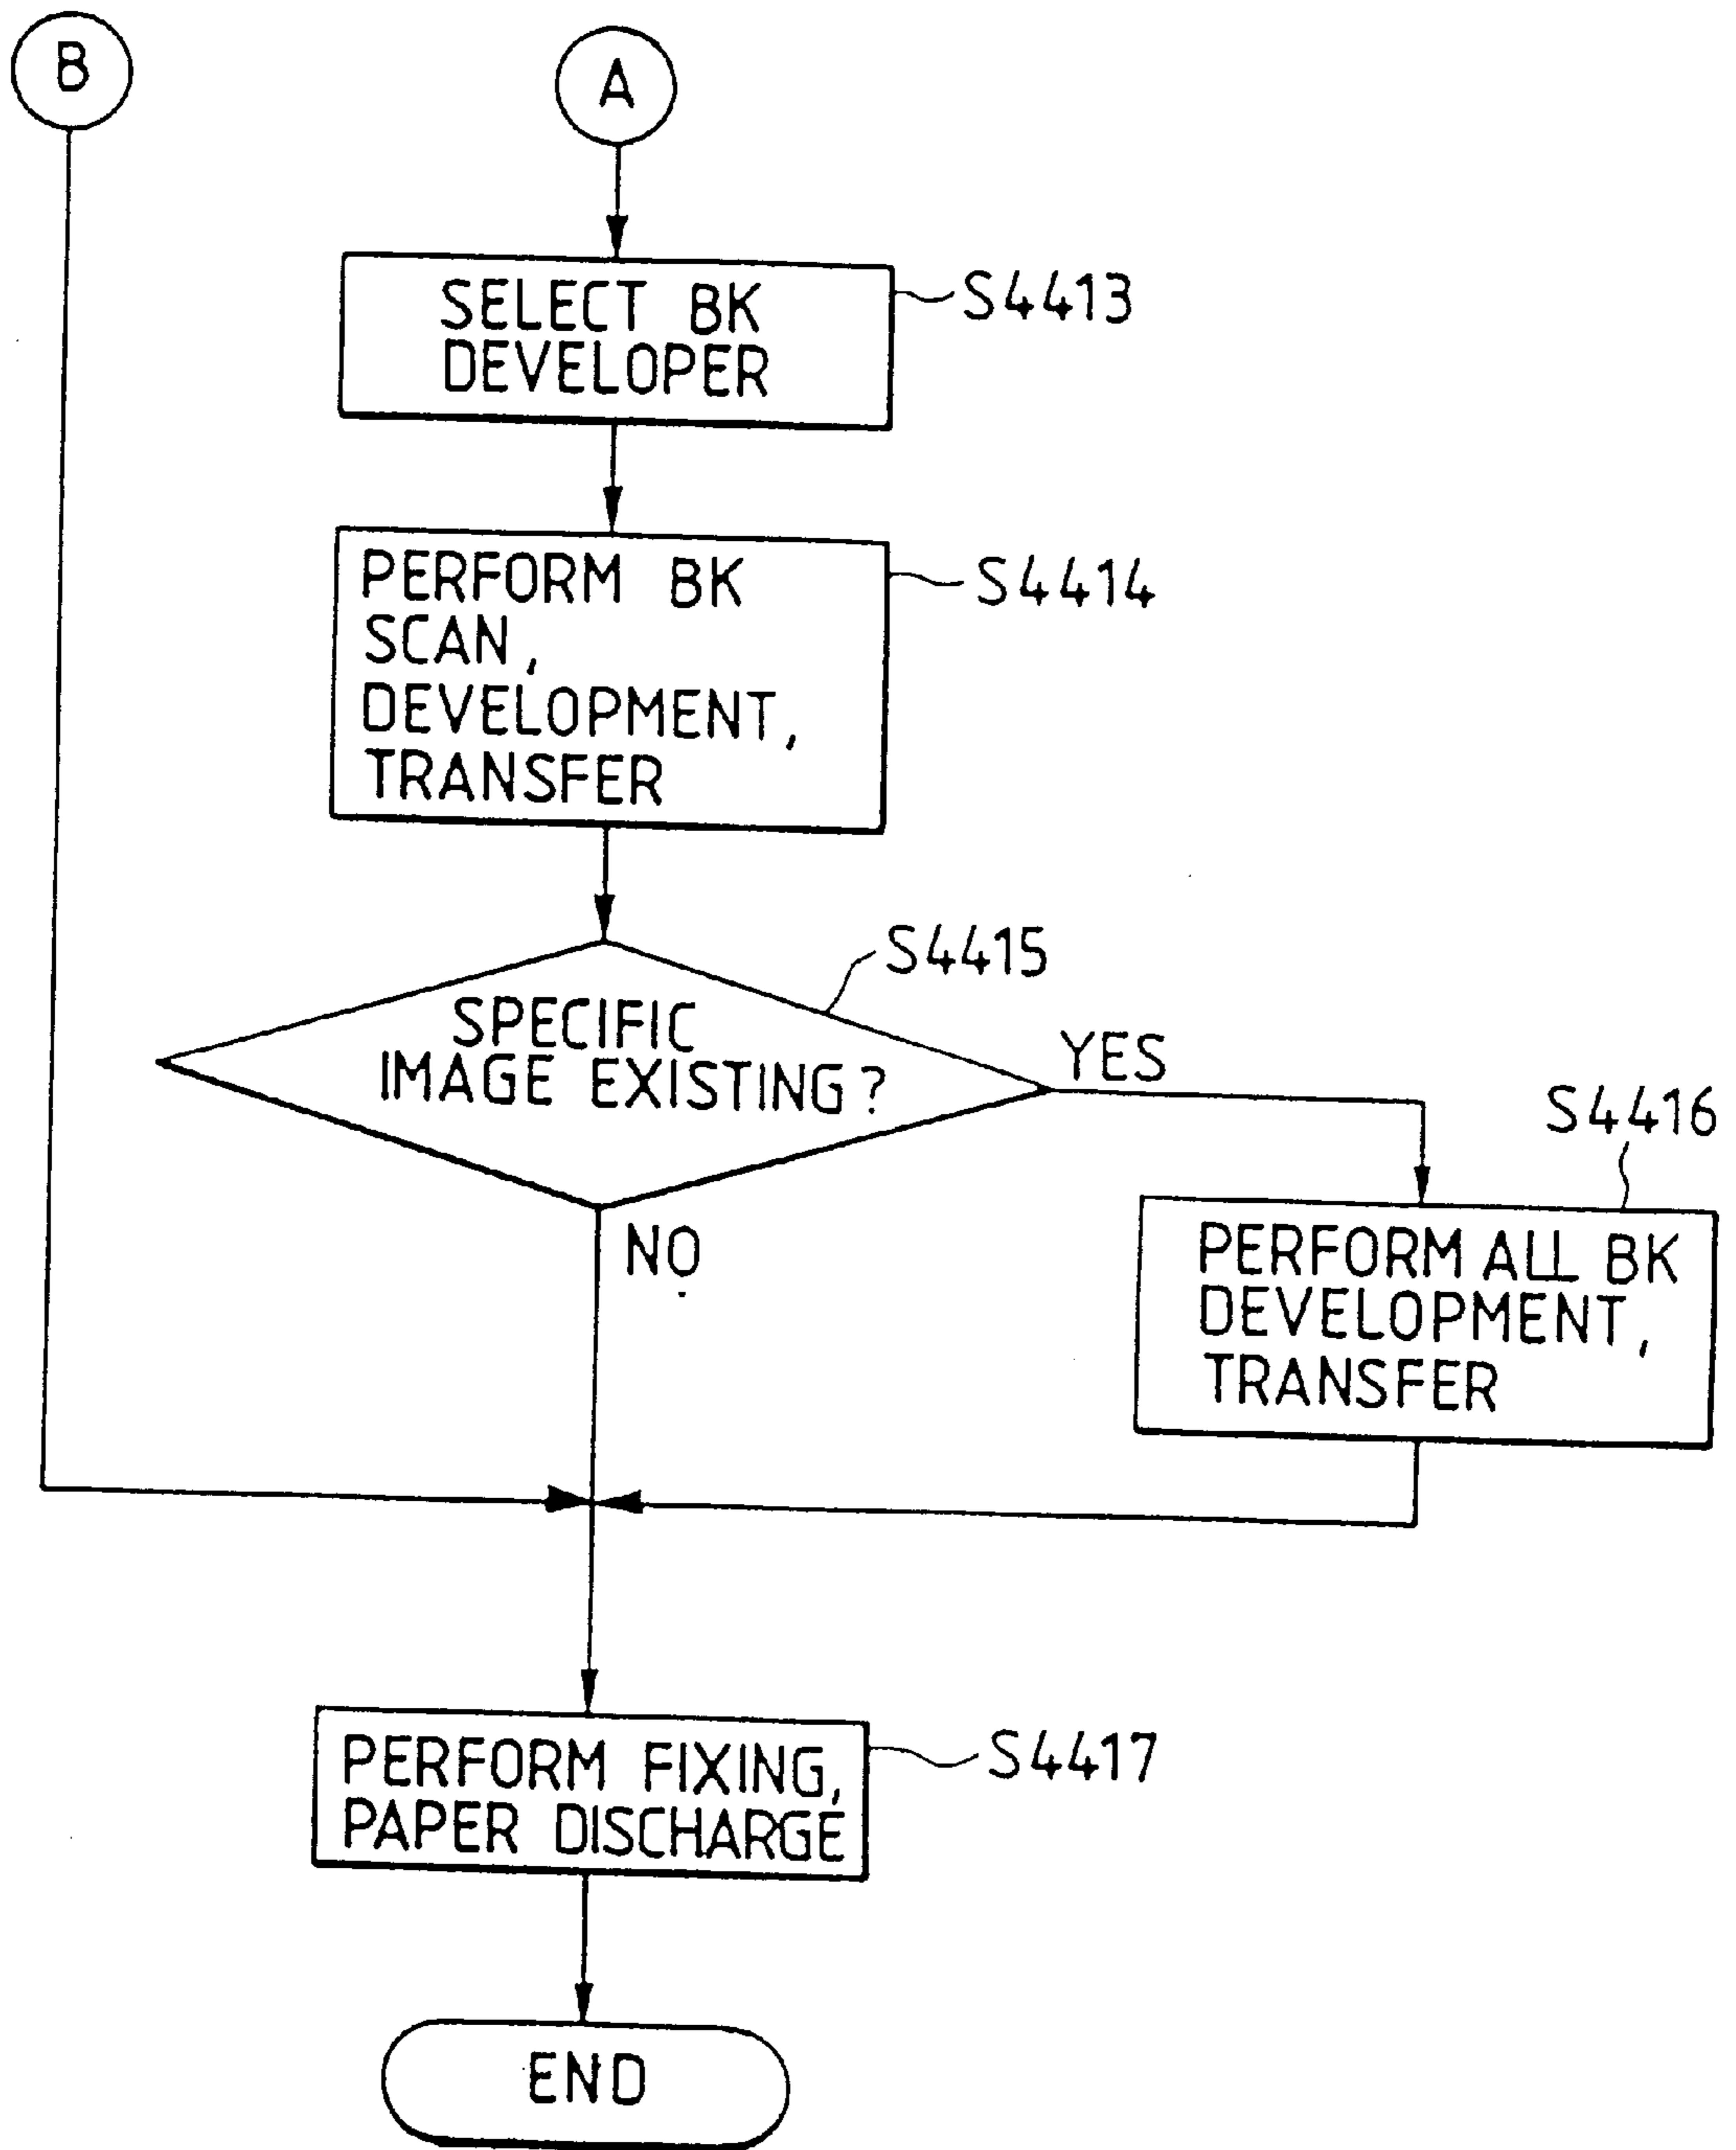 B
A
SELECT BK
DEVELOPER
S4413
PERFORM BK
SCAN,
DEVELOPMENT,
TRANSFER
S4414
S4415
SPECIFIC
IMAGE EXISTING?
YES
NO
S4416
PERFORM ALL BK
DEVELOPMENT,
TRANSFER
PERFORM FIXING,
PAPER DISCHARGE
S4417
END